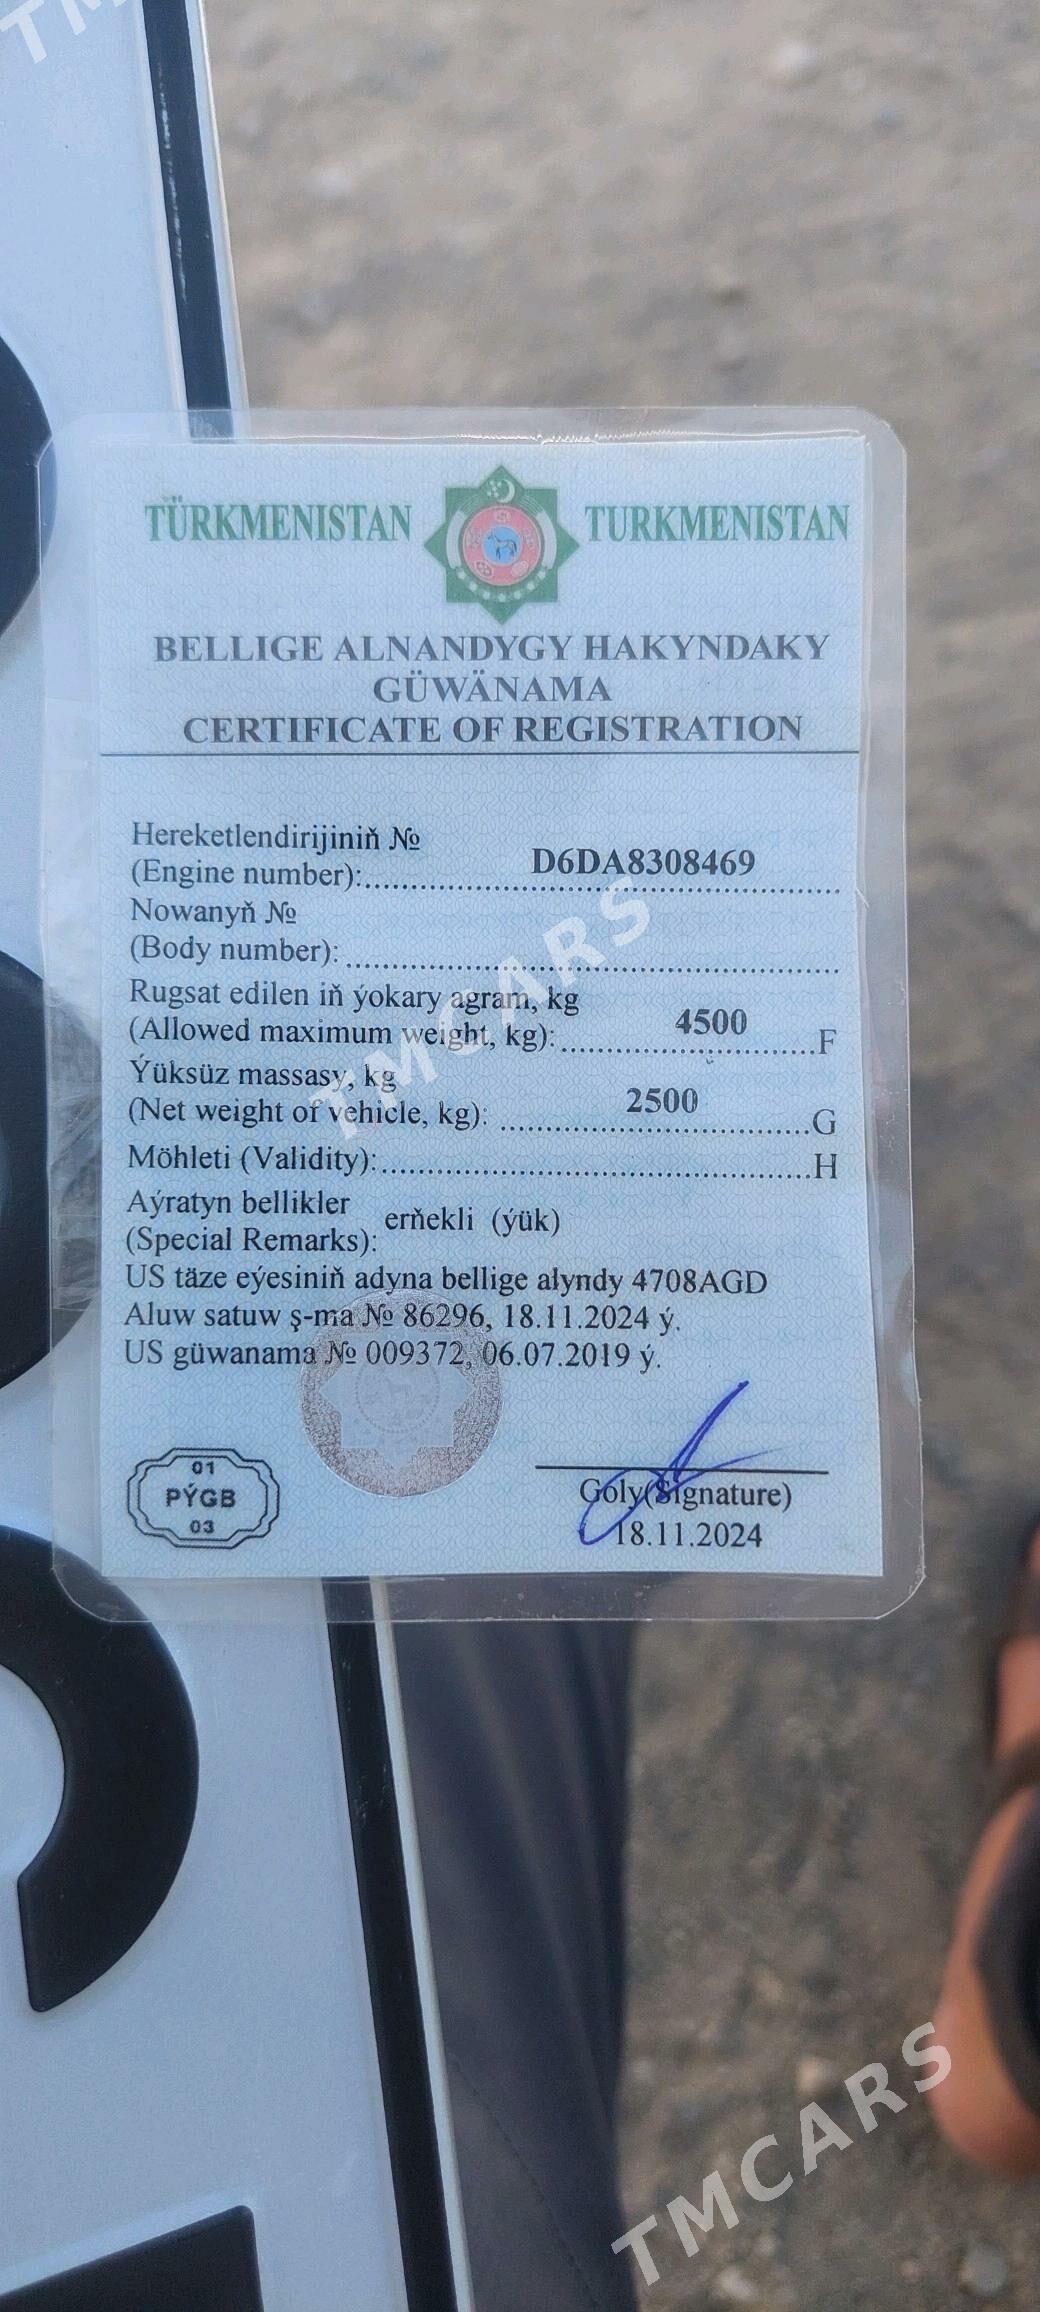 TÜRKMENISTAN TURKMENISTAN
BELLIGE ALNANDYGY HAKYNDAKY
GÜWÄNAMA
CERTIFICATE OF REGISTRATION
Hereketlendirijiniň №
(Engine number): D6DA8308469
Nowanyň №
(Body number):
Rugsat edilen iň ýokary agram, kg
(Allowed maximum weight, kg): 4500 F
Ýüksüz massasy, kg
(Net weight of vehicle, kg): 2500 G
Möhleti (Validity): H
Aýratyn bellikler
(Special Remarks): erňekli (ýük)
US täze eýesiniň adyna bellige alyndy 4708AGD
Aluw satuw ş-ma № 86296, 18.11.2024 ý.
US güwanama № 009372, 06.07.2019 ý.
01
PÝGB
03
Goly(Signature)
18.11.2024
TMCARS
TMCARS